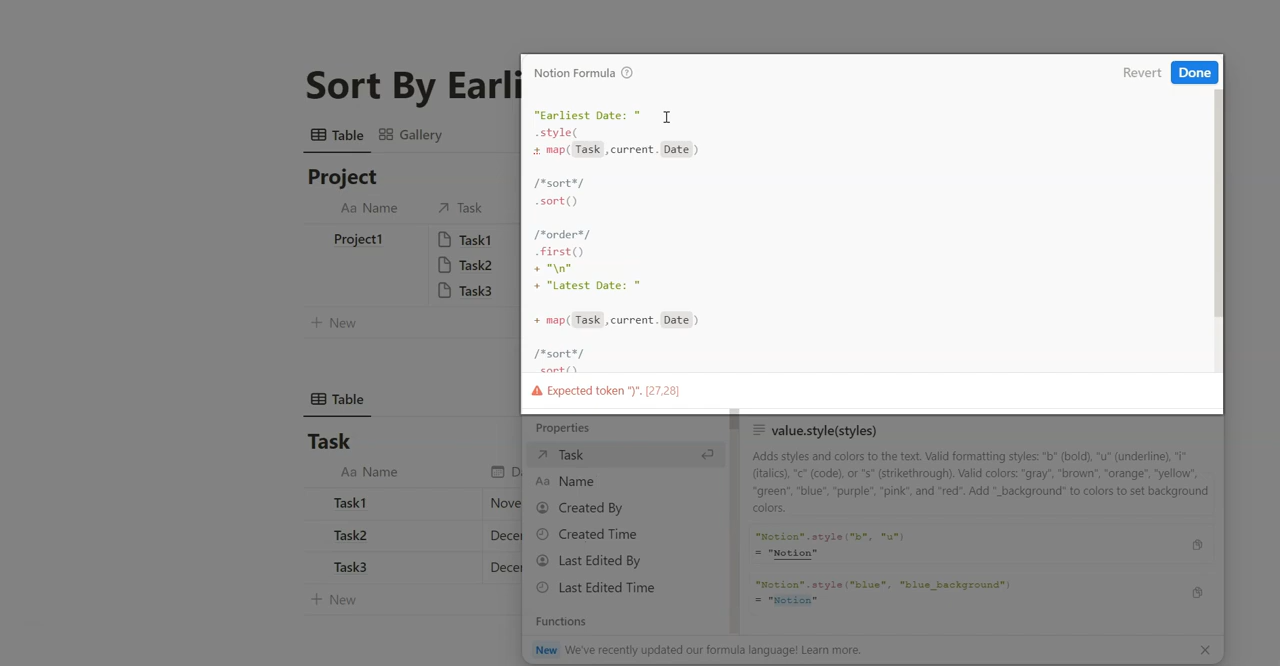 Sort By Earli
Table
Gallery
Project
Aa Name
Task
Project1
Task1
Task2
Task3
+ New
Table
Task
Aa Name
D
Task1
Nove
Task2
Decer
Task3
Decer
+ New
Notion Formula
Revert
Done
"Earliest Date: "
.style(
+ map(Task,current.Date)
/*sort*/
.sort()
/*order*/
.first()
+ "\n"
+ "Latest Date: "
+ map(Task,current.Date)
/*sort*/
.sort()
Expected token ")". [27,28]
Properties
Task
Aa Name
Created By
Created Time
Last Edited By
Last Edited Time
Functions
value.style(styles)
Adds styles and colors to the text. Valid formatting styles: "b" (bold), "u" (underline), "i"
(italics), "c" (code), or "s" (strikethrough). Valid colors: "gray", "brown", "orange", "yellow",
"green", "blue", "purple", "pink", and "red". Add "_background" to colors to set background
colors.
"Notion".style("b", "u")
= "Notion"
"Notion".style("blue", "blue_background")
= "Notion"
New We've recently updated our formula language! Learn more.